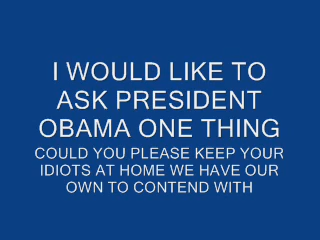 I WOULD LIKE TO
ASK PRESIDENT
OBAMA ONE THING
COULD YOU PLEASE KEEP YOUR
IDIOTS AT HOME WE HAVE OUR
OWN TO CONTEND WITH